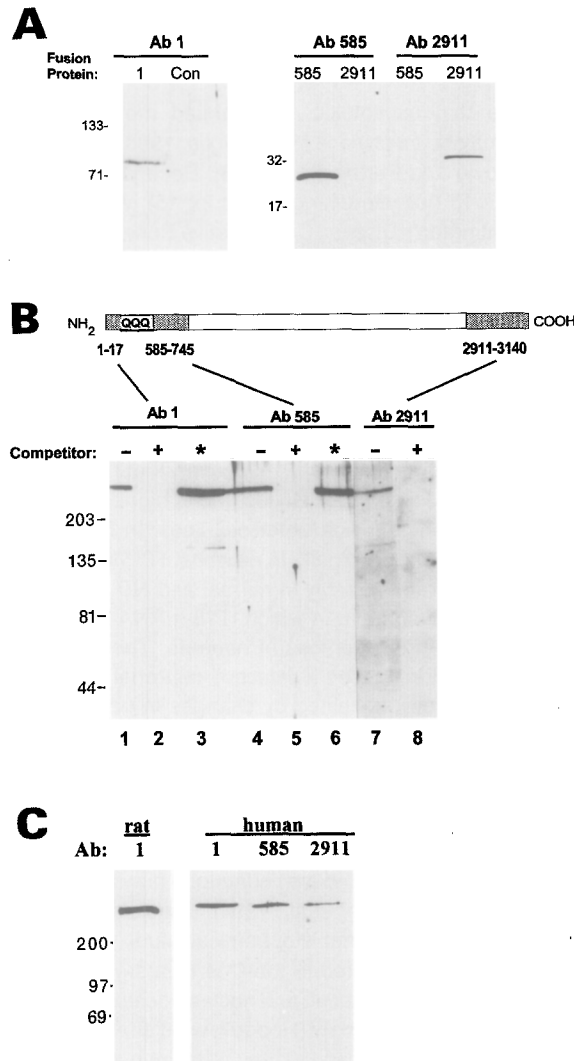 A
Ab 1
Ab 585
Ab 2911
Fusion
Protein:
1 Con
585 2911 585 2911
133-
71-
32-
17-
B
NH2
QQQ
COOH
1-17
585-745
2911-3140
Ab 1
Ab 585
Ab 2911
Competitor:
– + * – + * – +
203–
135–
81–
44–
1 2 3 4 5 6 7 8
C
rat
human
Ab:
1 1 585 2911
200·
97·
69·